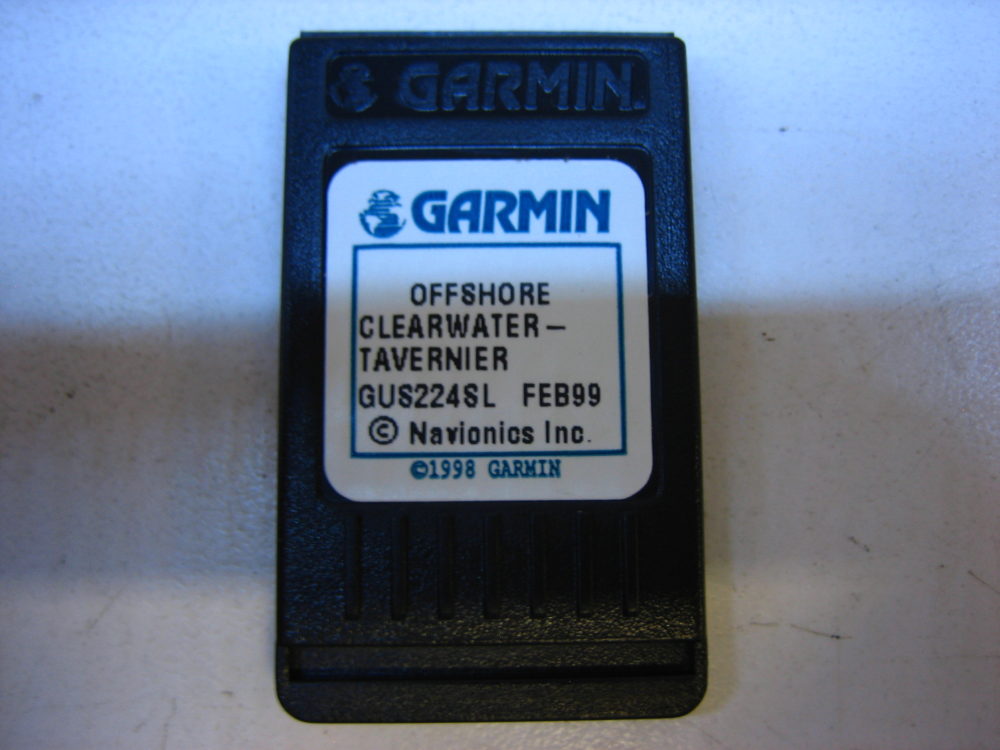 GARMIN
GARMIN
OFFSHORE
CLEARWATER-
TAVERNIER
GUS224SL FEB99
© Navionics Inc.
©1998 GARMIN